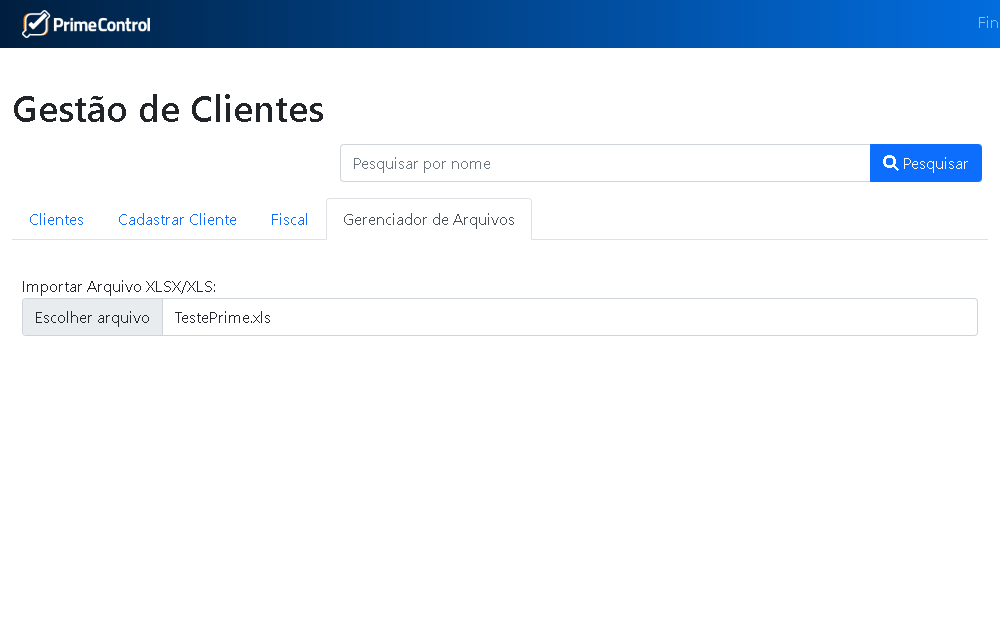 PrimeControl
Fin
Gestão de Clientes
Pesquisar por nome
Pesquisar
Clientes
Cadastrar Cliente
Fiscal
Gerenciador de Arquivos
Importar Arquivo XLSX/XLS:
Escolher arquivo
TestePrime.xls